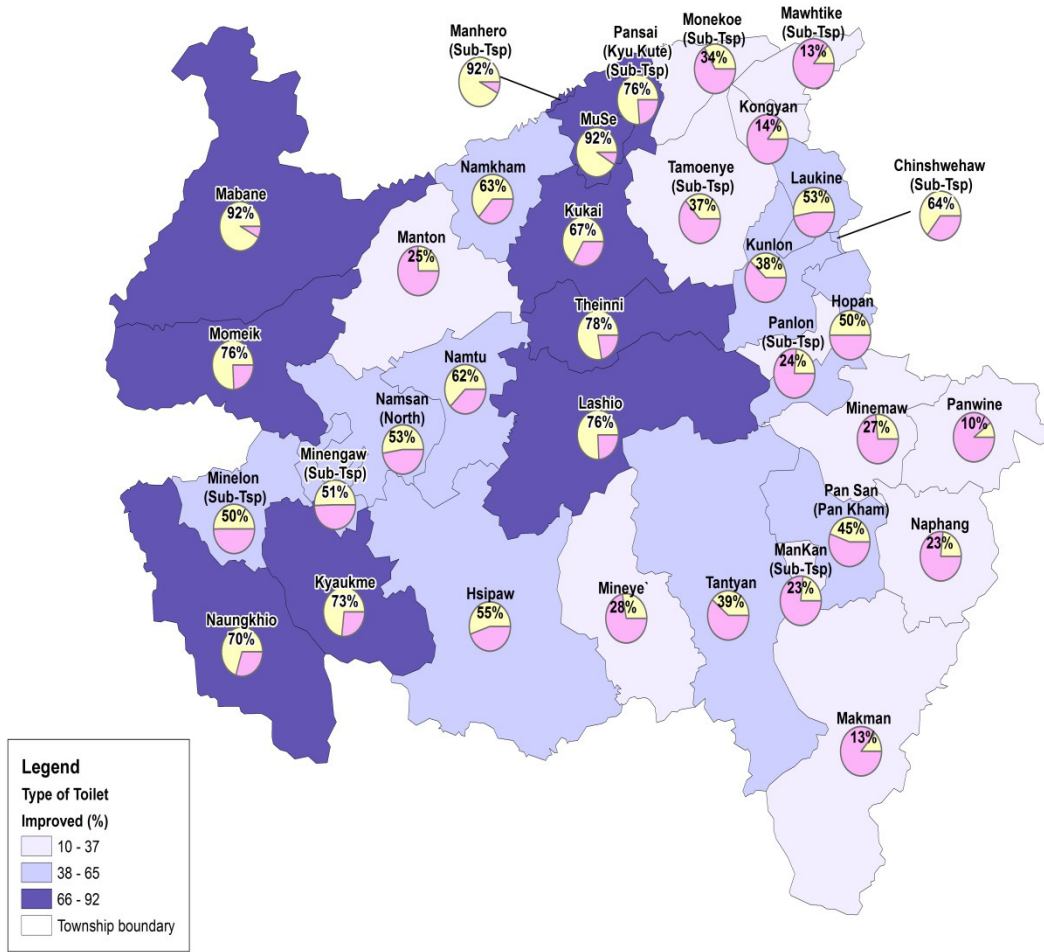 Manhero
(Sub-Tsp)
92%
Pansai
(Kyu Kute)
(Sub-Tsp)
76%
Monekoe
(Sub-Tsp)
34%
Mawhtike
(Sub-Tsp)
13%
MuSe
92%
Kongyan
14%
Namkham
63%
Tamoenye
(Sub-Tsp)
37%
Laukine
53%
Chinshwehaw
(Sub-Tsp)
64%
Mabane
92%
Kukai
67%
Manton
25%
Kunlon
38%
Theinni
78%
Hopan
50%
Momeik
76%
Panlon
(Sub-Tsp)
24%
Namtu
62%
Namsan
(North)
53%
Lashio
76%
Minemaw
27%
Panwine
10%
Minengaw
(Sub-Tsp)
51%
Minelon
(Sub-Tsp)
50%
Pan San
(Pan Kham)
45%
Naphang
23%
ManKan
(Sub-Tsp)
23%
Kyaukme
73%
Hsipaw
55%
Mineye`
28%
Tantyan
39%
Naungkhio
70%
Makman
13%
Legend
Type of Toilet
Improved (%)
10 - 37
38 - 65
66 - 92
Township boundary